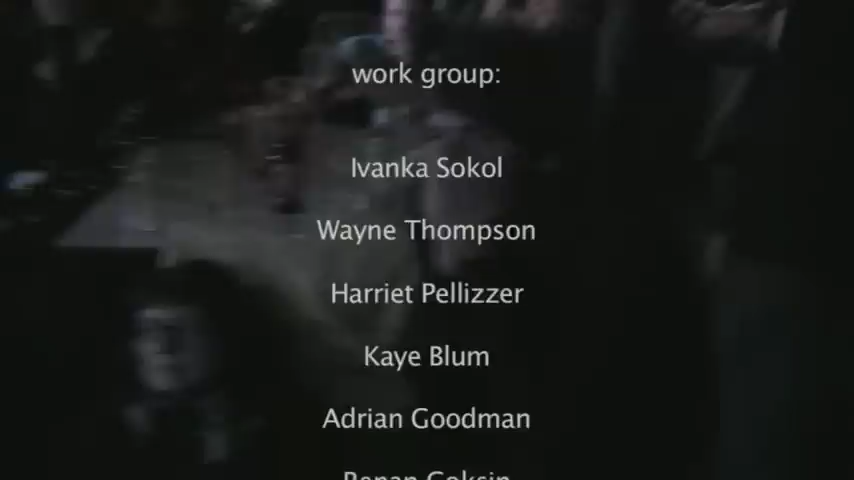 work group:
Ivanka Sokol
Wayne Thompson
Harriet Pellizzer
Kaye Blum
Adrian Goodman